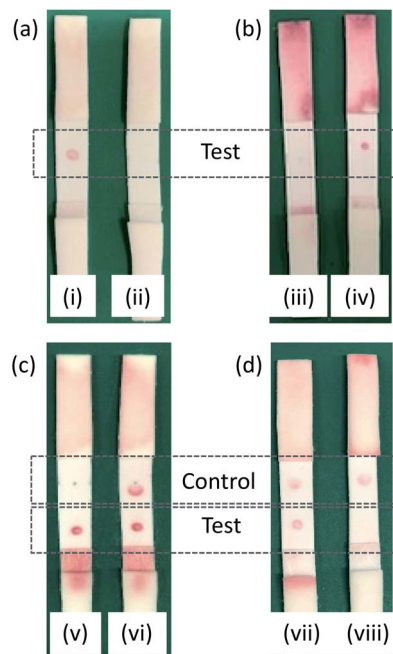 (a)
(b)
Test
(i)
(ii)
(iii)
(iv)
(c)
(d)
Control
Test
(v)
(vi)
(vii)
(viii)